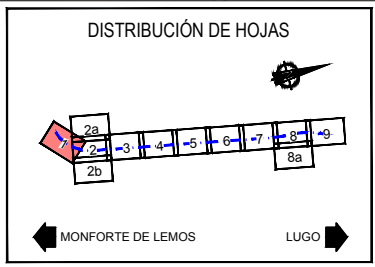 DISTRIBUCIÓN DE HOJAS
2a
1 2 3 4 5 6 7 8 9
2b
8a
MONFORTE DE LEMOS
LUGO